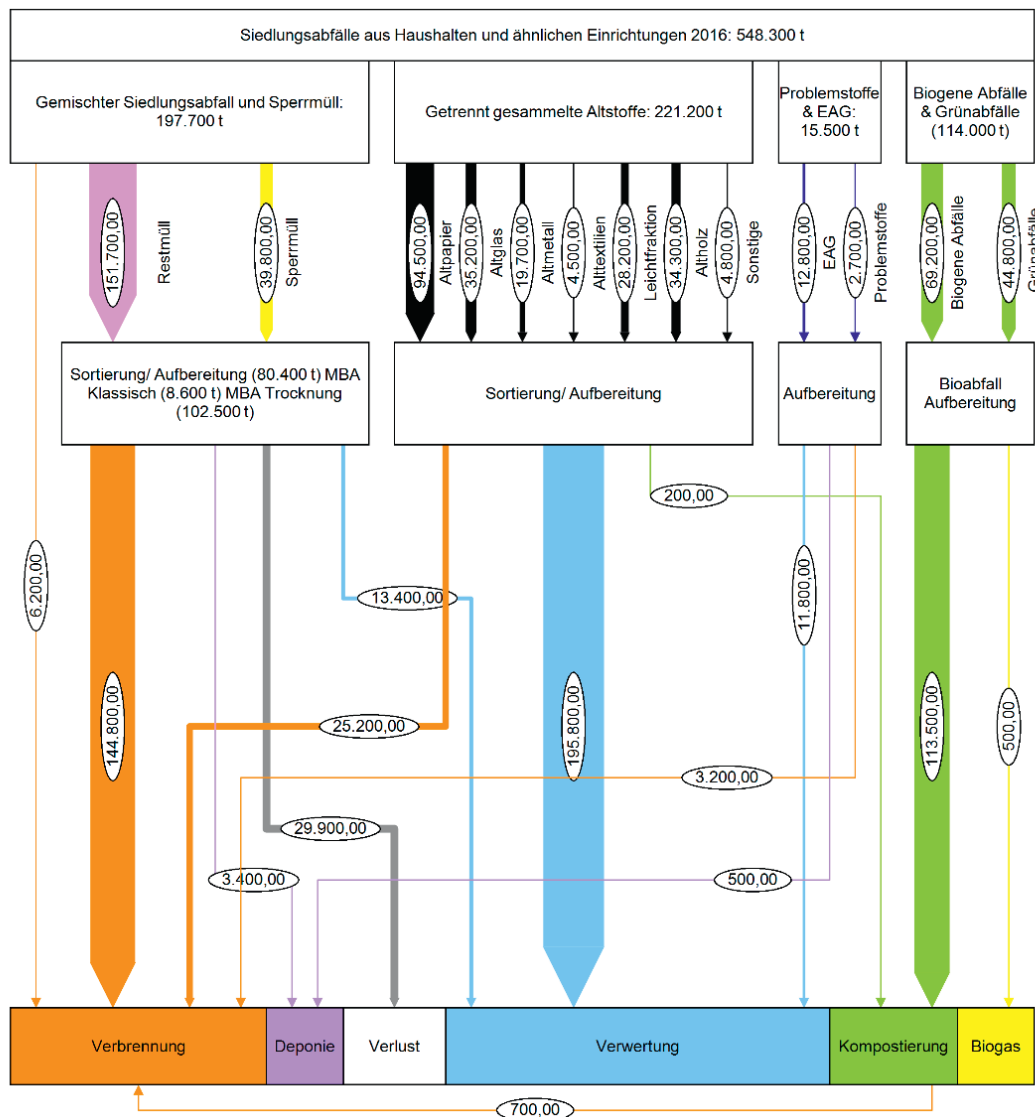 Siedlungsabfälle aus Haushalten und ähnlichen Einrichtungen 2016: 548.300 t
Gemischter Siedlungsabfall und Sperrmüll:
197.700 t
Getrennt gesammelte Altstoffe: 221.200 t
Problemstoffe
& EAG:
15.500 t
Biogene Abfälle
& Grünabfälle
(114.000 t)
151.700,00
Restmüll
39.800,00
Sperrmüll
94.500,00
Altpapier
35.200,00
Altglas
19.700,00
Altmetall
4.500,00
Alttextilien
28.200,00
Leichtfraktion
34.300,00
Altholz
4.800,00
Sonstige
12.800,00
EAG
2.700,00
Problemstoffe
69.200,00
Biogene Abfälle
44.800,00
Grünabfälle
Sortierung/ Aufbereitung (80.400 t) MBA
Klassisch (8.600 t) MBA Trocknung
(102.500 t)
Sortierung/ Aufbereitung
Aufbereitung
Bioabfall
Aufbereitung
200,00
6.200,00
13.400,00
11.800,00
144.800,00
25.200,00
195.800,00
113.500,00
500,00
3.200,00
29.900,00
3.400,00
500,00
Verbrennung
Deponie
Verlust
Verwertung
Kompostierung
Biogas
700,00